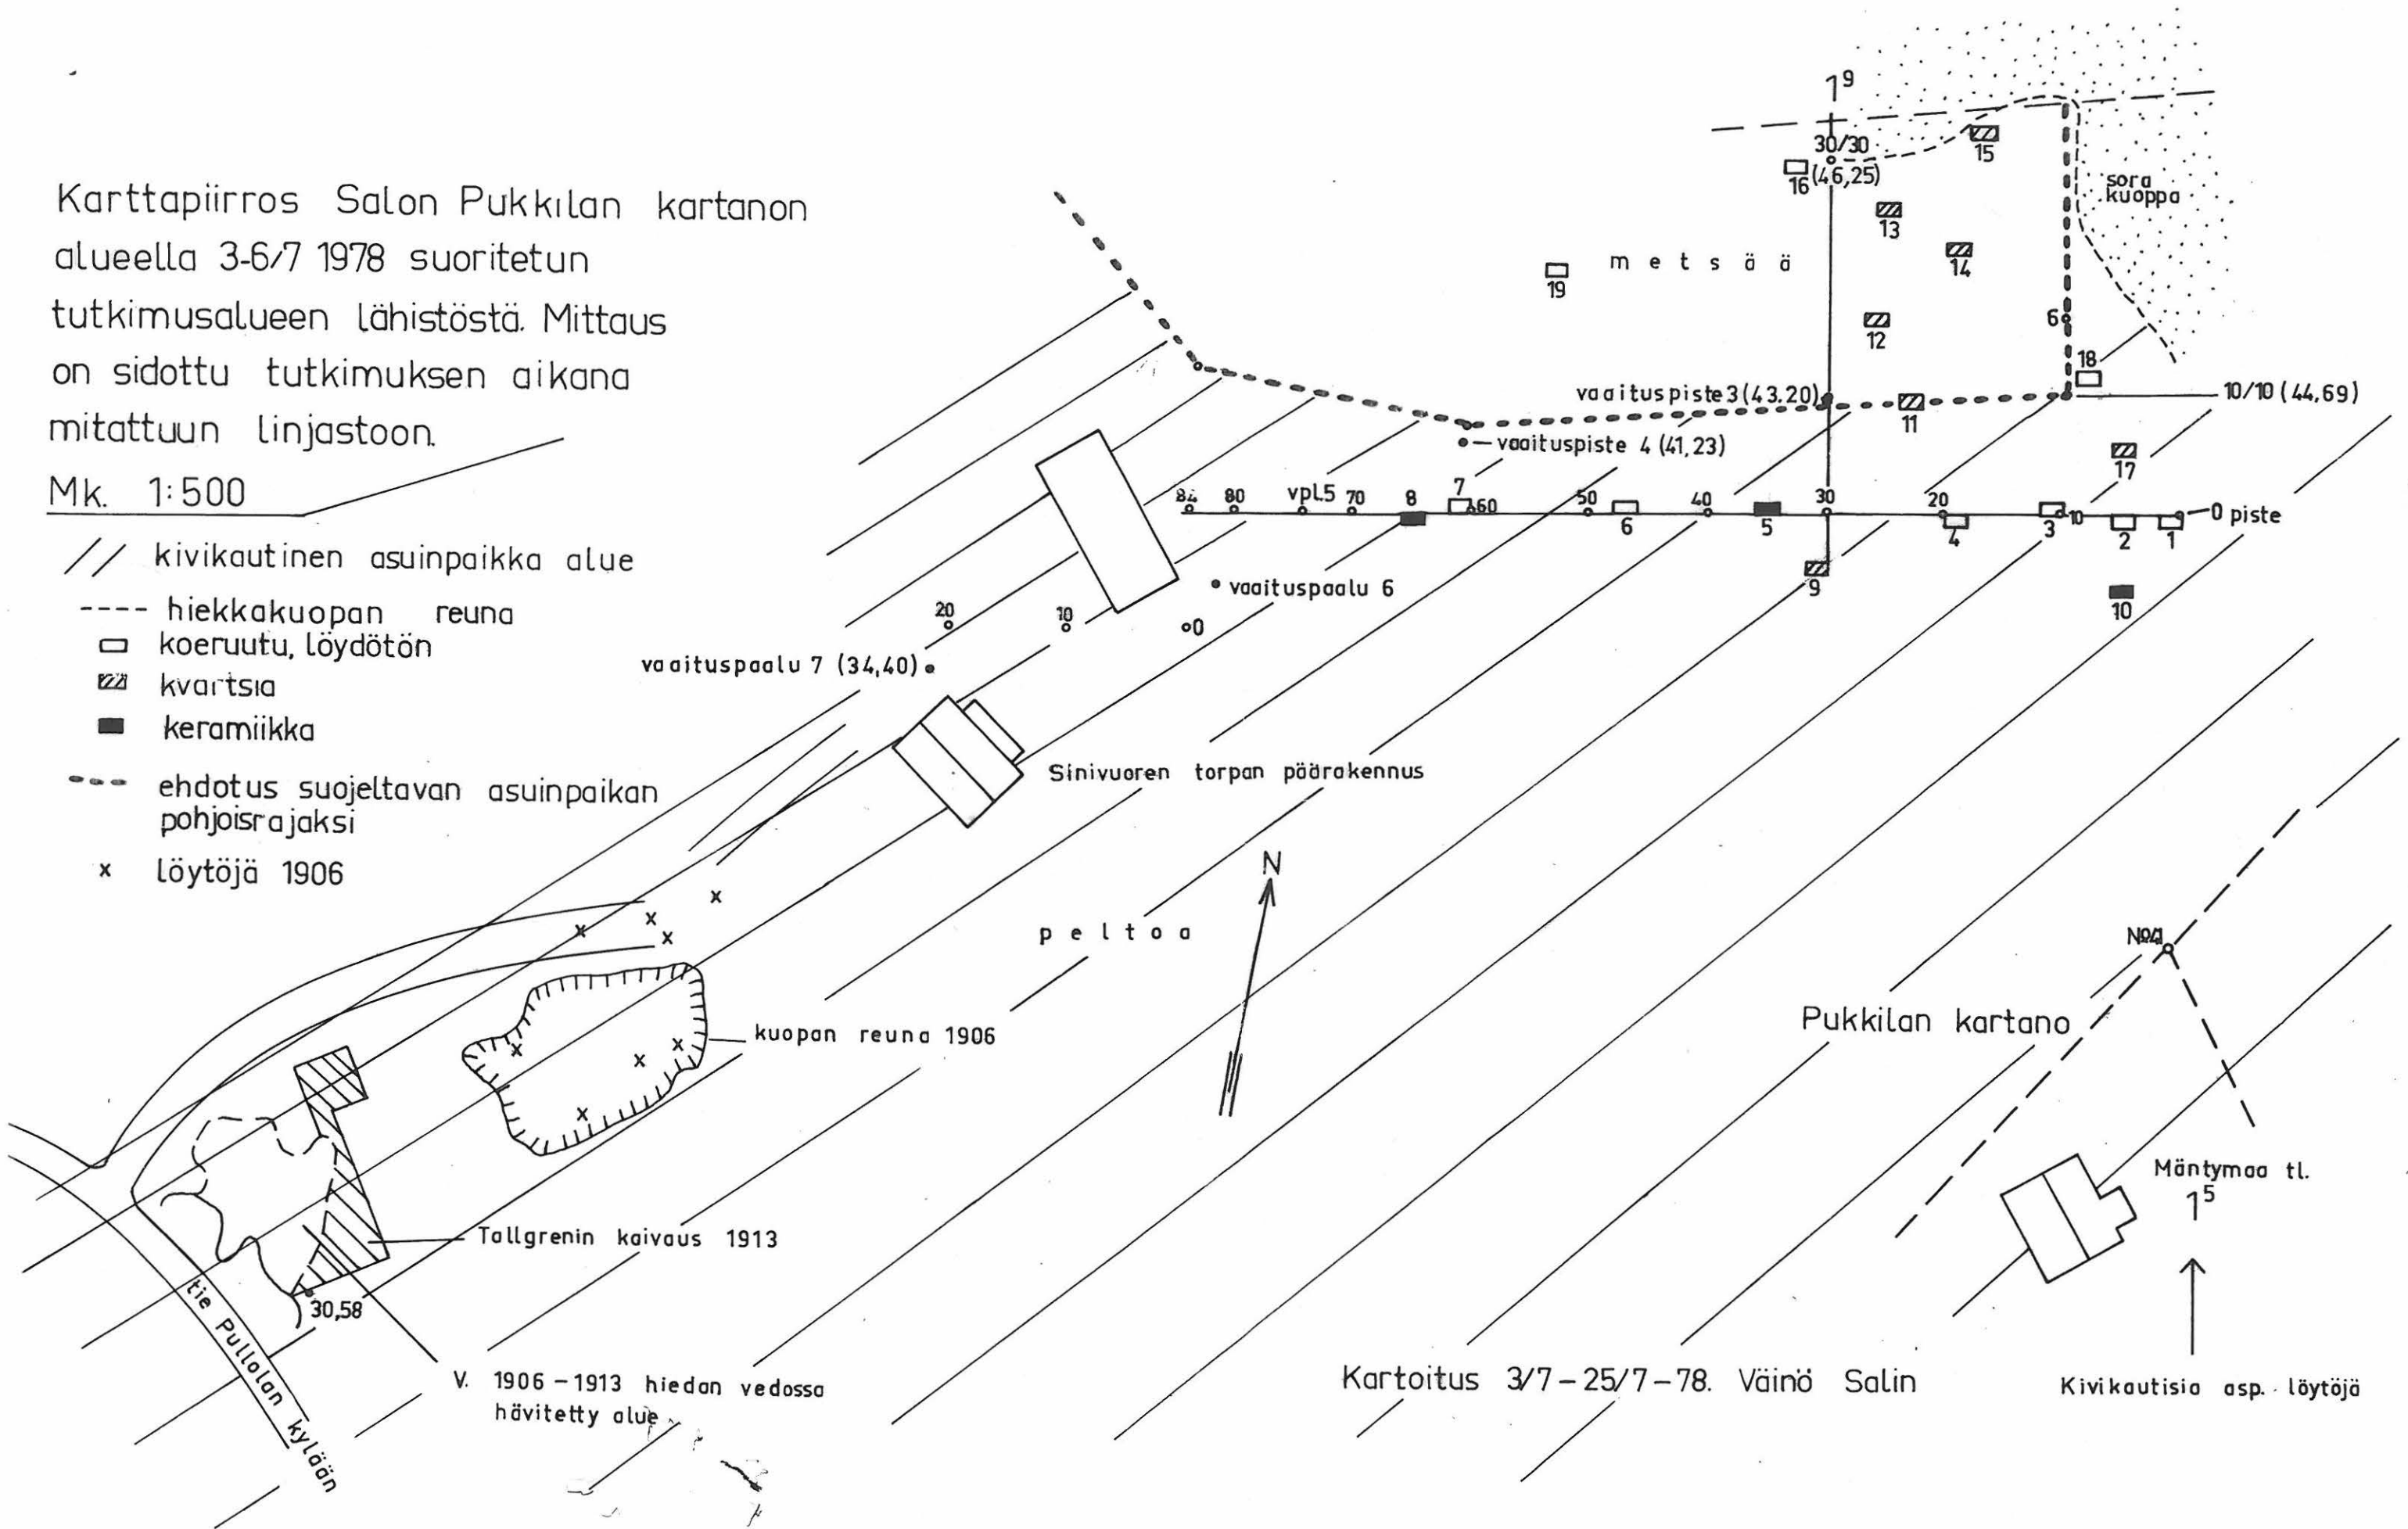 Karttapiirros Salon Pukkilan kartanon
alueella 3-6/7 1978 suoritetun
tutkimusalueen lähistöstä. Mittaus
on sidottu tutkimuksen aikana
mitattuun linjastoon.
Mk. 1:500
kivikautinen asuinpaikka alue
hiekkakuopan reuna
koeruutu, löydötön
kvartsia
keramiikka
ehdotus suojeltavan asuinpaikan
pohjoisrajaksi
x löytöjä 1906
1⁹
30/30
16 (46,25)
15
sora
kuoppa
13
14
metsää
19
12
6
18
vaaituspiste 3 (43.20)
11
10/10 (44,69)
vaaituspiste 4 (41,23)
17
84 80 vpl.5 70 8 7 60 50 6 40 5 30 20 4 3 10 2 1 0 piste
9
10
vaaituspaalu 6
20 10 0
vaaituspaalu 7 (34,40)
Sinivuoren torpan päärakennus
N
peltoa
kuopan reuna 1906
Pukkilan kartano
Tallgrenin kaivaus 1913
30,58
tie Pullolan kylään
V. 1906-1913 hiedan vedossa
hävitetty alue
Mäntymaa tl.
1⁵
Kartoitus 3/7-25/7-78. Väinö Salin
Kivikautisia asp. löytöjä